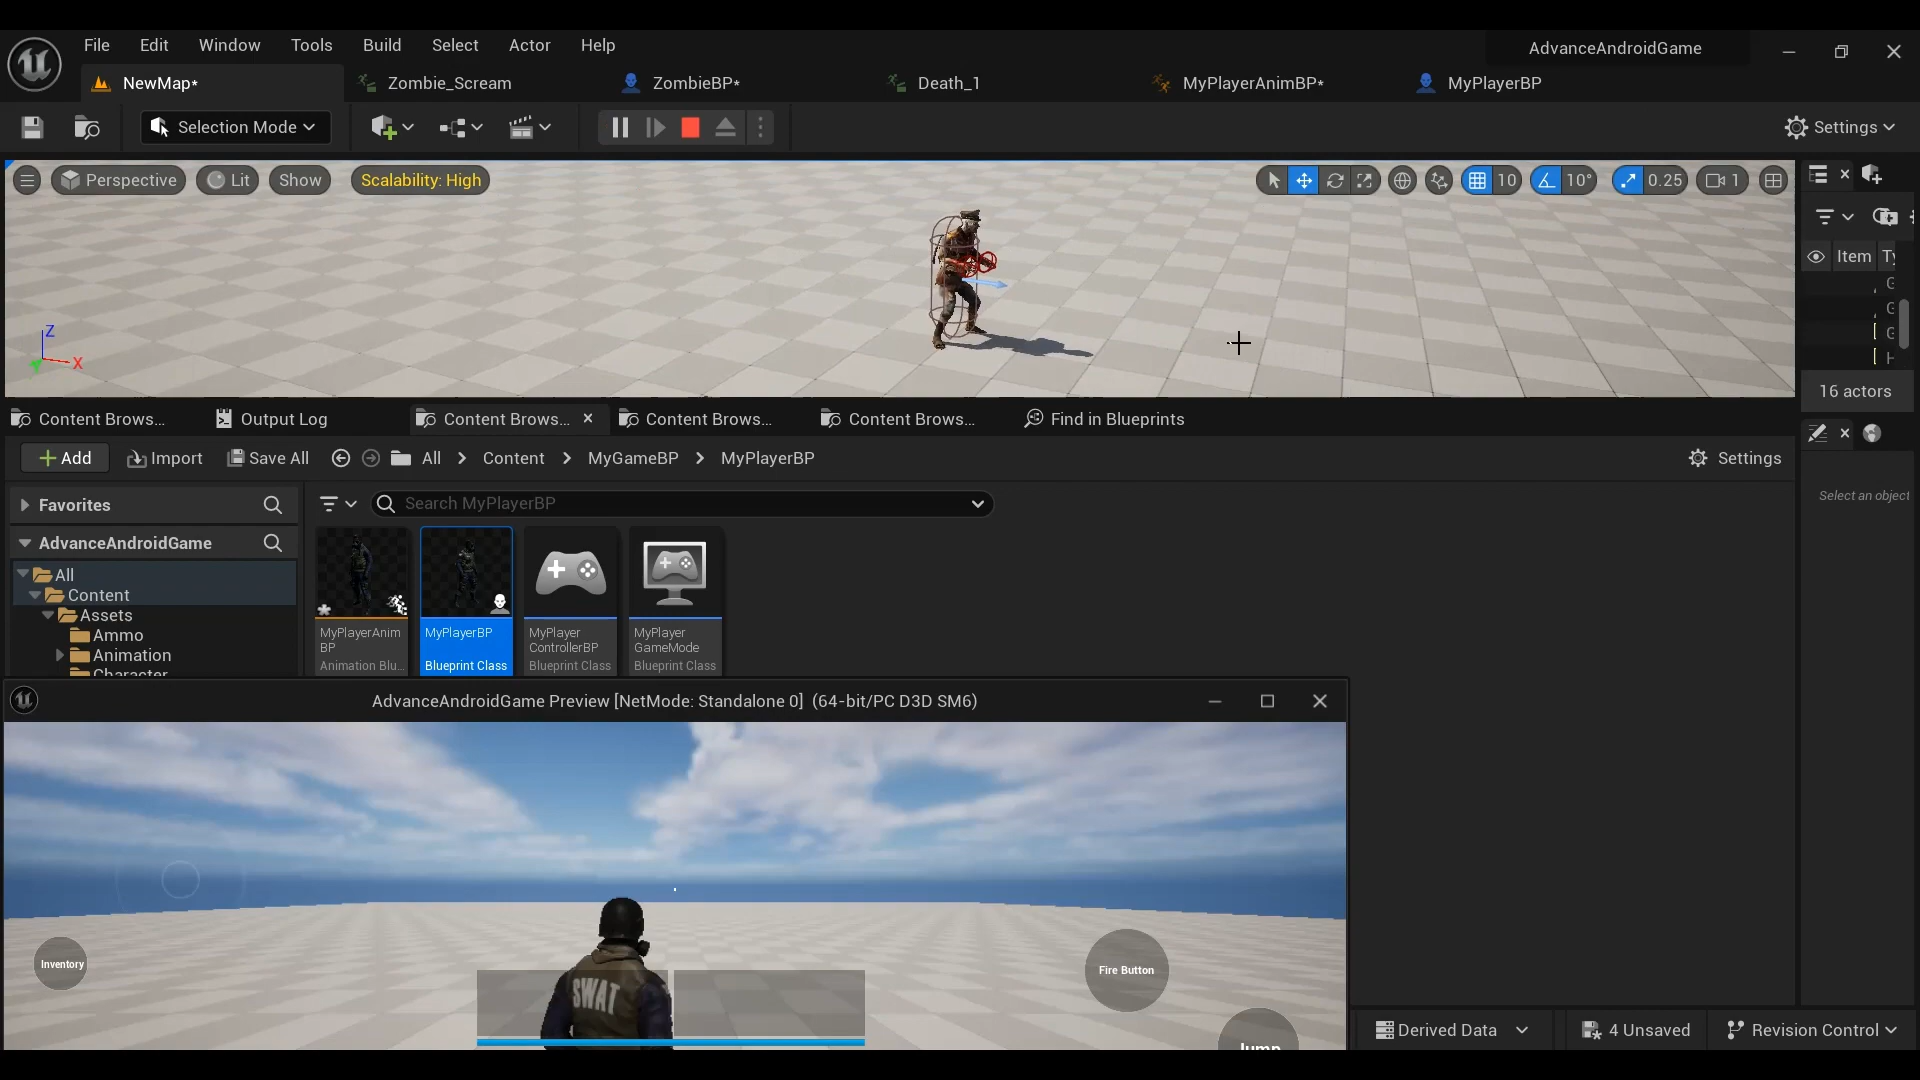 File Edit Window Tools Build Select Actor Help AdvanceAndroidGame
NewMap* Zombie_Scream ZombieBP* Death_1 MyPlayerAnimBP* MyPlayerBP
Selection Mode Settings
Perspective Lit Show Scalability: High 10 10° 0.25 1
Item Ty
G
G
G
H
Z
X
16 actors
Content Brows... Output Log Content Brows... Content Brows... Content Brows... Find in Blueprints
Add Import Save All All Content MyGameBP MyPlayerBP Settings
Favorites Search MyPlayerBP
Select an object
AdvanceAndroidGame
All
Content
Assets
Ammo
Animation
Character
MyPlayerAnim
BP
Animation Blu...
MyPlayerBP
Blueprint Class
MyPlayer
ControllerBP
Blueprint Class
MyPlayer
GameMode
Blueprint Class
AdvanceAndroidGame Preview [NetMode: Standalone 0] (64-bit/PC D3D SM6)
Inventory
SWAT
Fire Button
Jump
Derived Data 4 Unsaved Revision Control